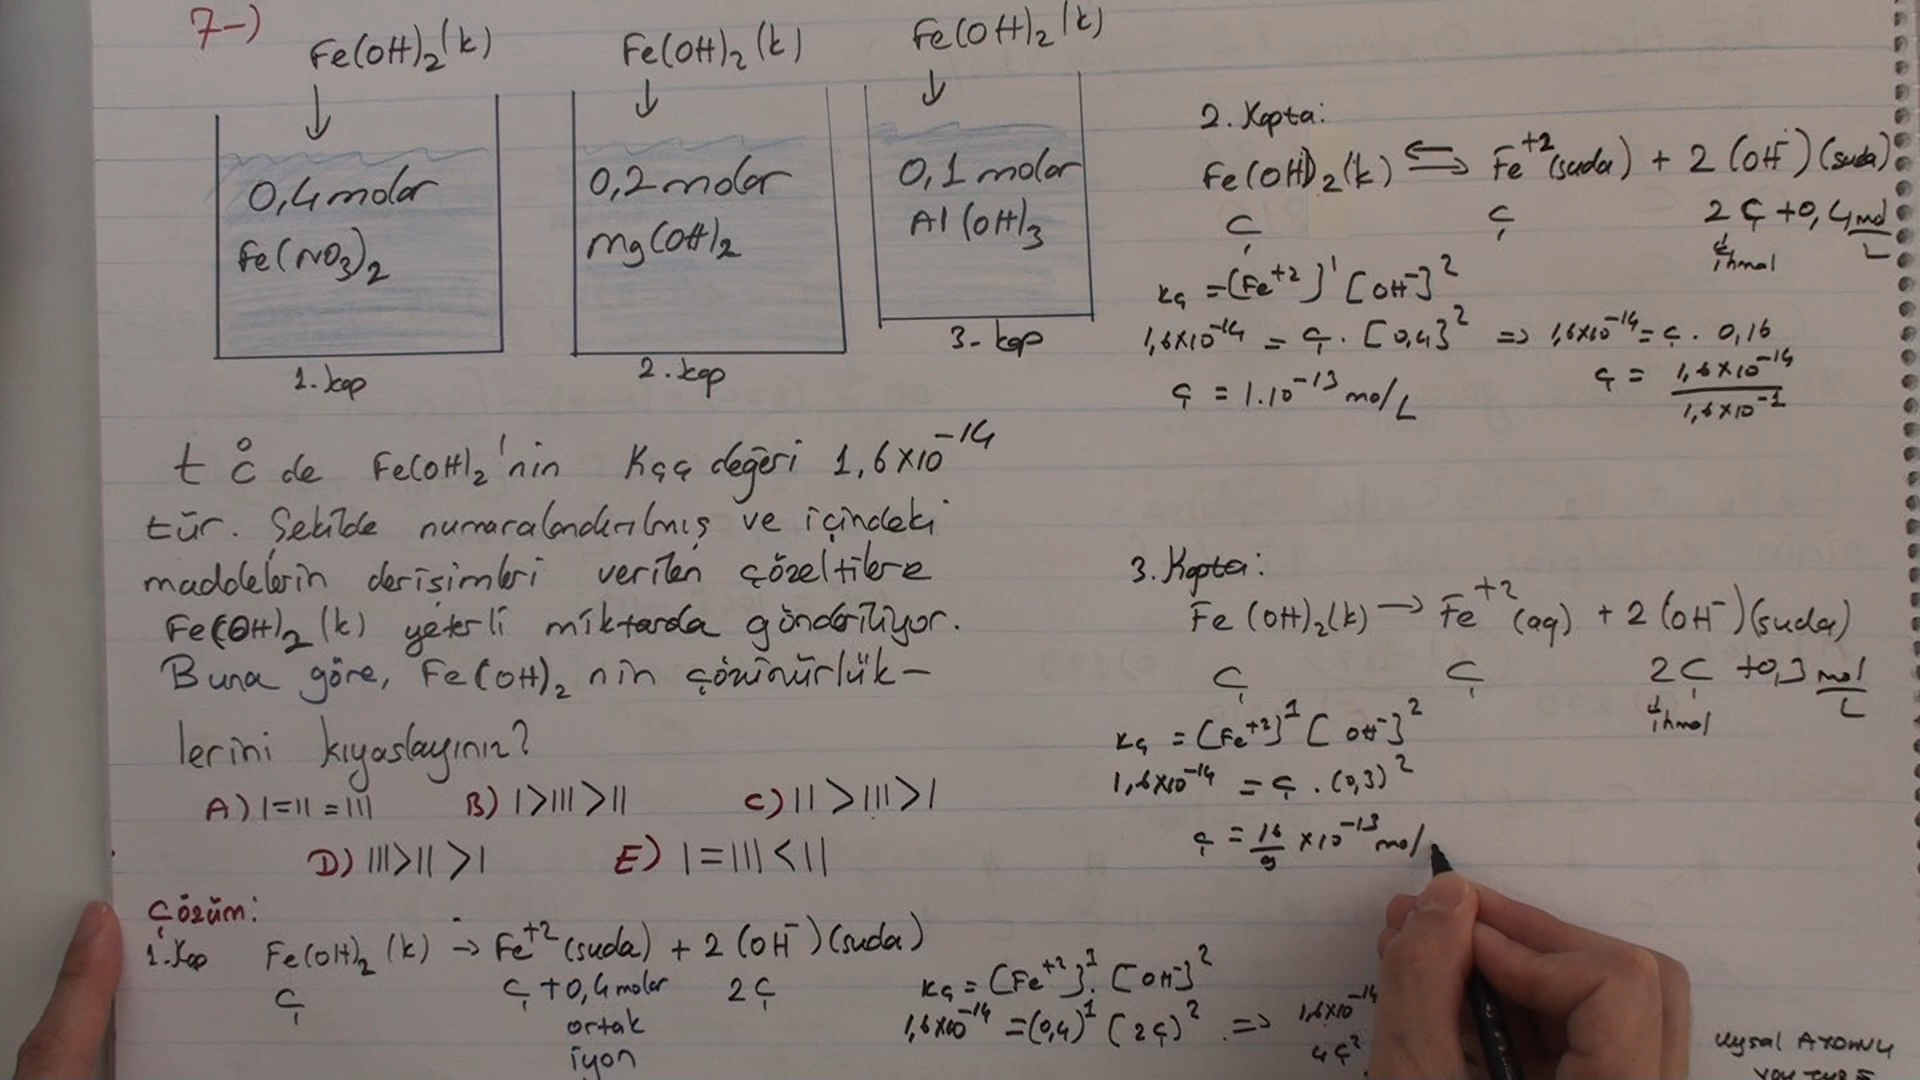 7-)
Fe(OH)₂(k)
Fe(OH)₂(k)
Fe(OH)₂(k)
↓
↓
↓
0,4 molar
Fe(NO₃)₂
1. kap
0,2 molar
Mg(OH)₂
2. kap
0,1 molar
Al(OH)₃
3. kap
t °C de Fe(OH)₂'nin Kçç değeri 1,6x10⁻¹⁴
tür. Şekilde numaralandırılmış ve içindeki
maddelerin derişimleri verilen çözeltilere
Fe(OH)₂(k) yeterli miktarda gönderiliyor.
Buna göre, Fe(OH)₂ nin çözünürlük-
lerini kıyaslayınız?
A) I=II=III B) I>III>II C) II>III>I
D) III>II>I E) I=III<II
Çözüm:
1. kap Fe(OH)₂(k) → Fe⁺²(suda) + 2(OH⁻)(suda)
Ç Ç+0,4 molar 2Ç
ortak
iyon
Kç = [Fe⁺²]¹.[OH⁻]²
1,6x10⁻¹⁴ = (0,4)¹ (2ç)² =>
1,6x10⁻¹⁴
4ç²
2. Kapta:
Fe(OH)₂(k) ⇌ Fe⁺²(suda) + 2(OH⁻)(suda)
Ç Ç 2Ç+0,4 mol/L
↓
ihmal
Kç = [Fe⁺²]¹[OH⁻]²
1,6x10⁻¹⁴ = ç.[0,4]² => 1,6x10⁻¹⁴ = ç. 0,16
ç = 1.10⁻¹³ mol/L
ç = 1,6x10⁻¹⁴ / 1,6x10⁻¹
3. Kapta:
Fe(OH)₂(k) → Fe⁺²(aq) + 2(OH⁻)(suda)
Ç Ç 2Ç +0,3 mol/L
↓
ihmal
Kç = [Fe⁺²]¹[OH⁻]²
1,6x10⁻¹⁴ = ç.(0,3)²
ç = 16/9 x10⁻¹³ mol/
Uysal AYDINLI
YOUTUBE